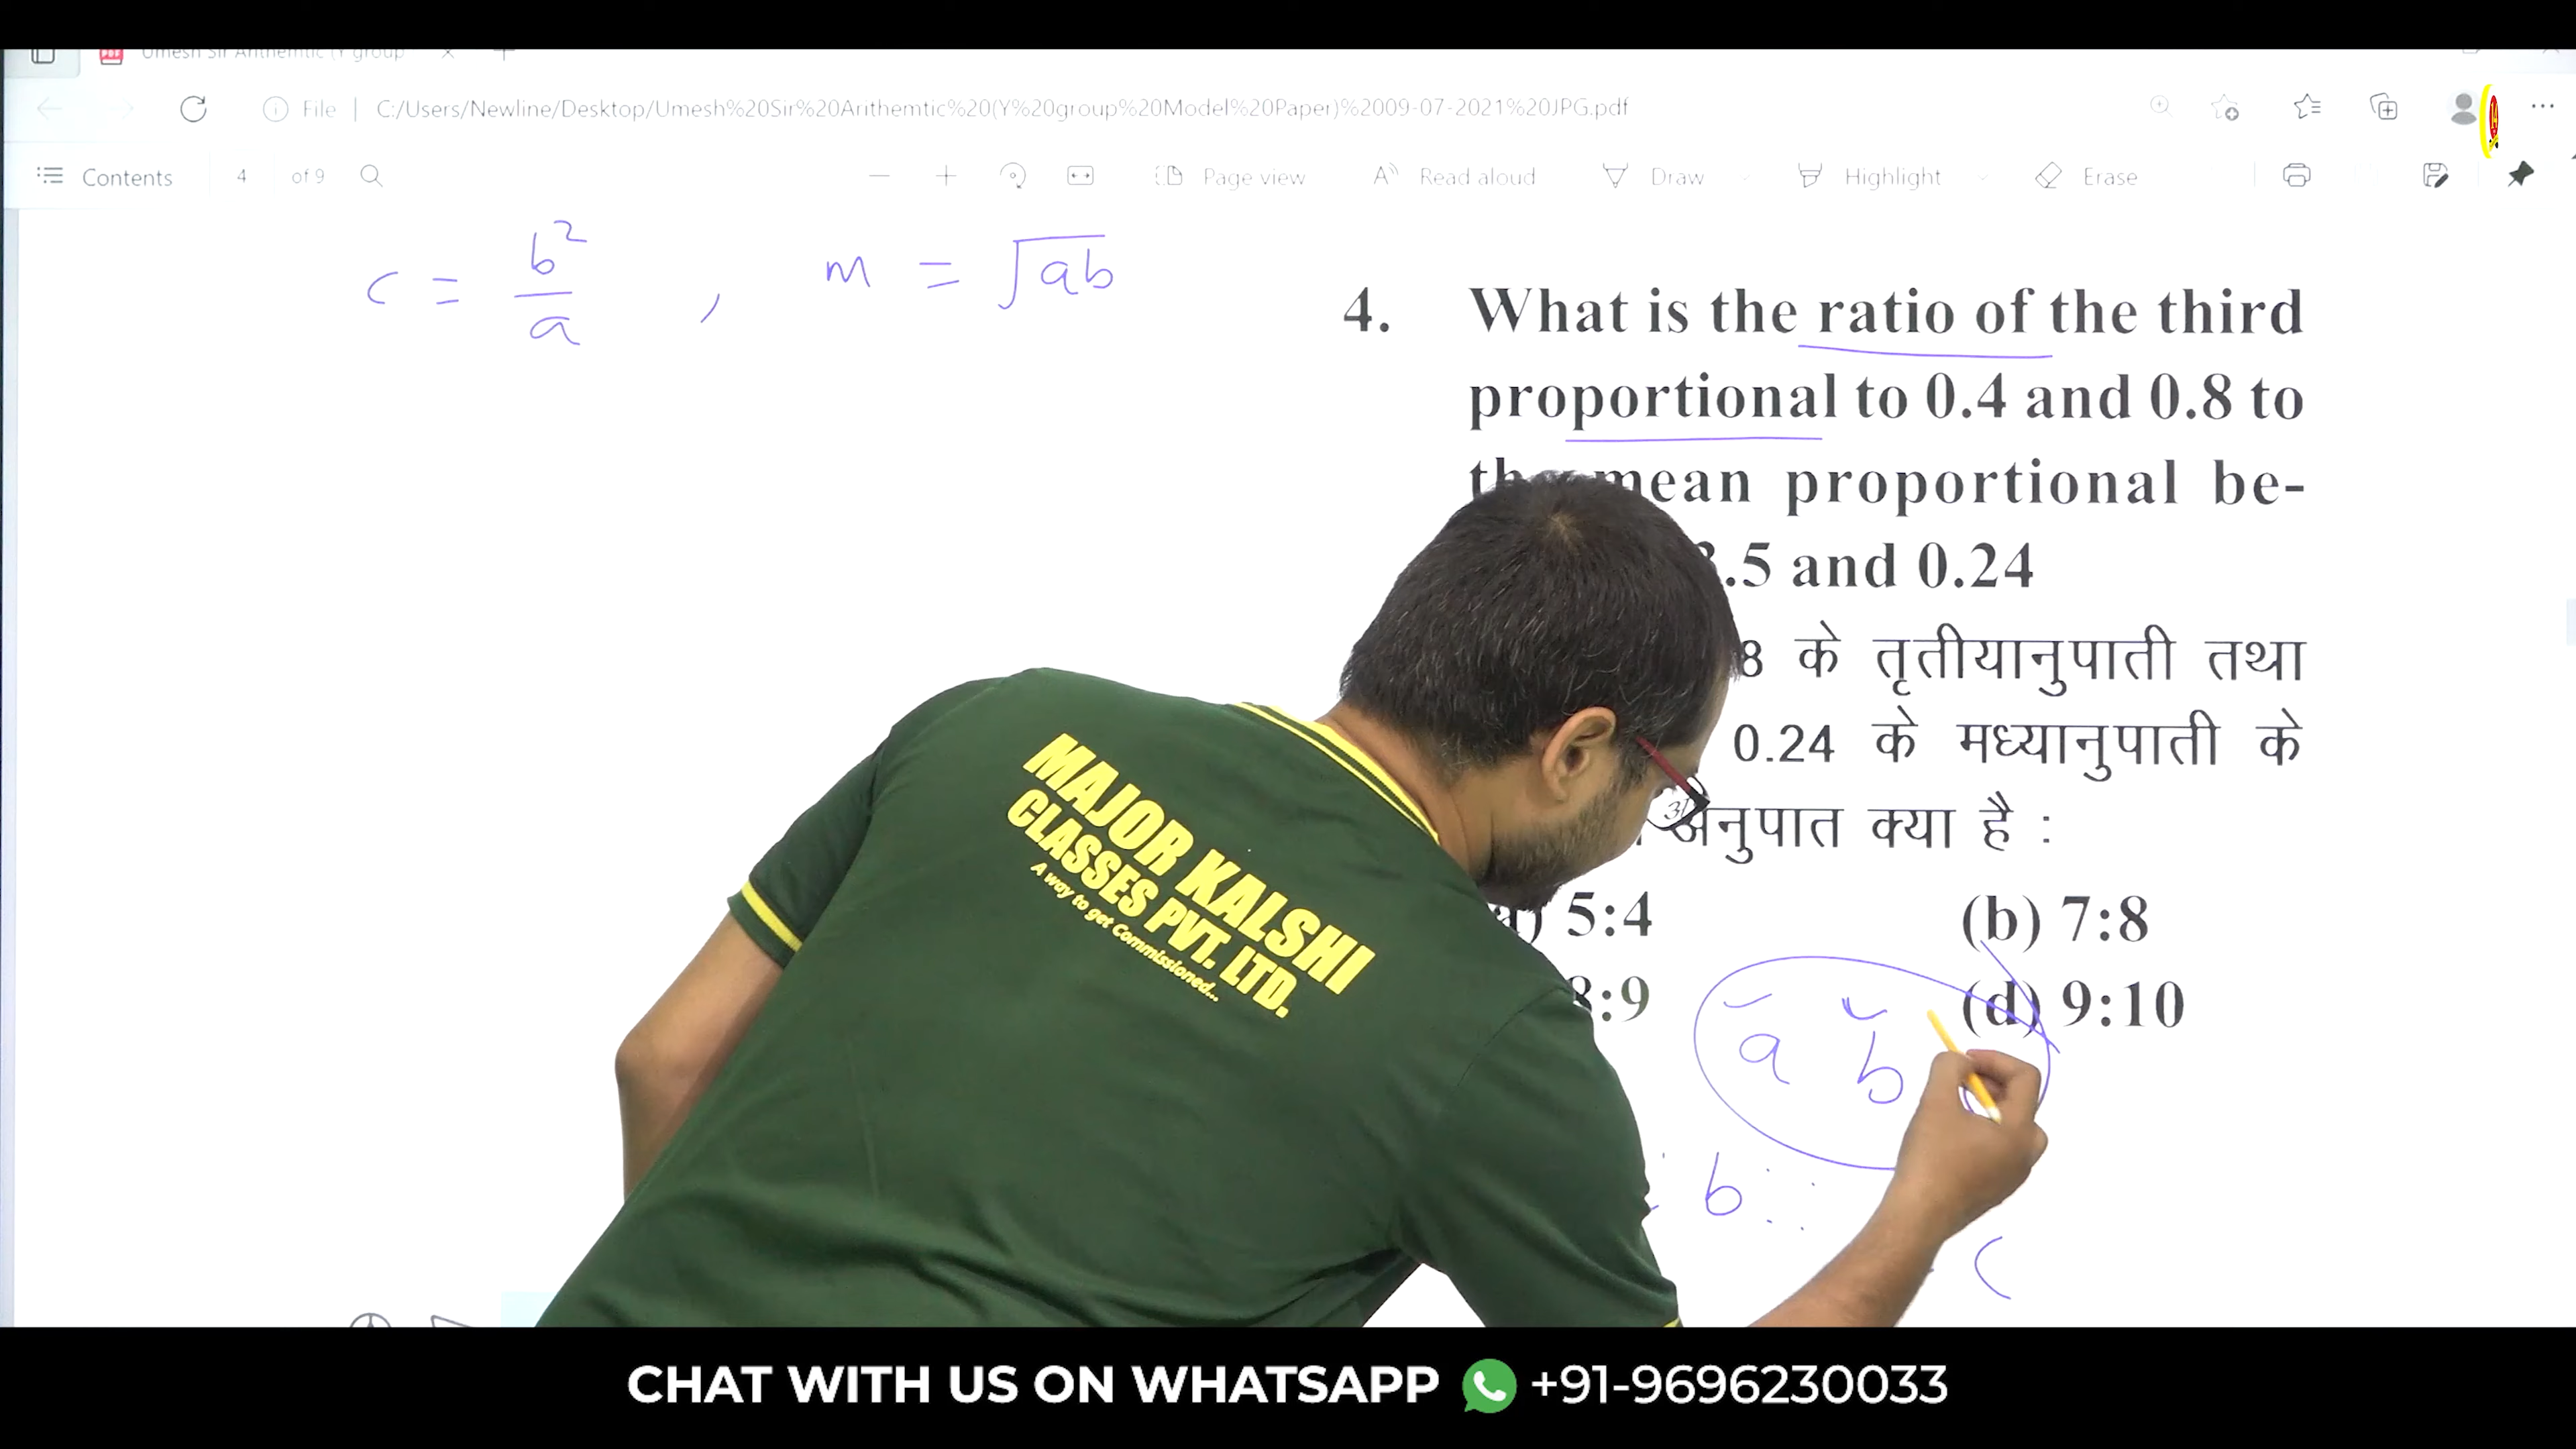 File | C:/Users/Newline/Desktop/Umesh%20Sir%20Arithemtic%20(Y%20group%20Model%20Paper)%2009-07-2021%20JPG.pdf
Contents 4 of 9 Page view Read aloud Draw Highlight Erase
c = b² / a , m = √ab
4. What is the ratio of the third
proportional to 0.4 and 0.8 to
mean proportional be-
.5 and 0.24
8 के तृतीयानुपाती तथा
0.24 के मध्यानुपाती के
अनुपात क्या है :
5:4 (b) 7:8
:9 (d) 9:10
a b
b
c
MAJOR KALSHI
CLASSES PVT. LTD.
A way to get Commissioned...
CHAT WITH US ON WHATSAPP +91-9696230033